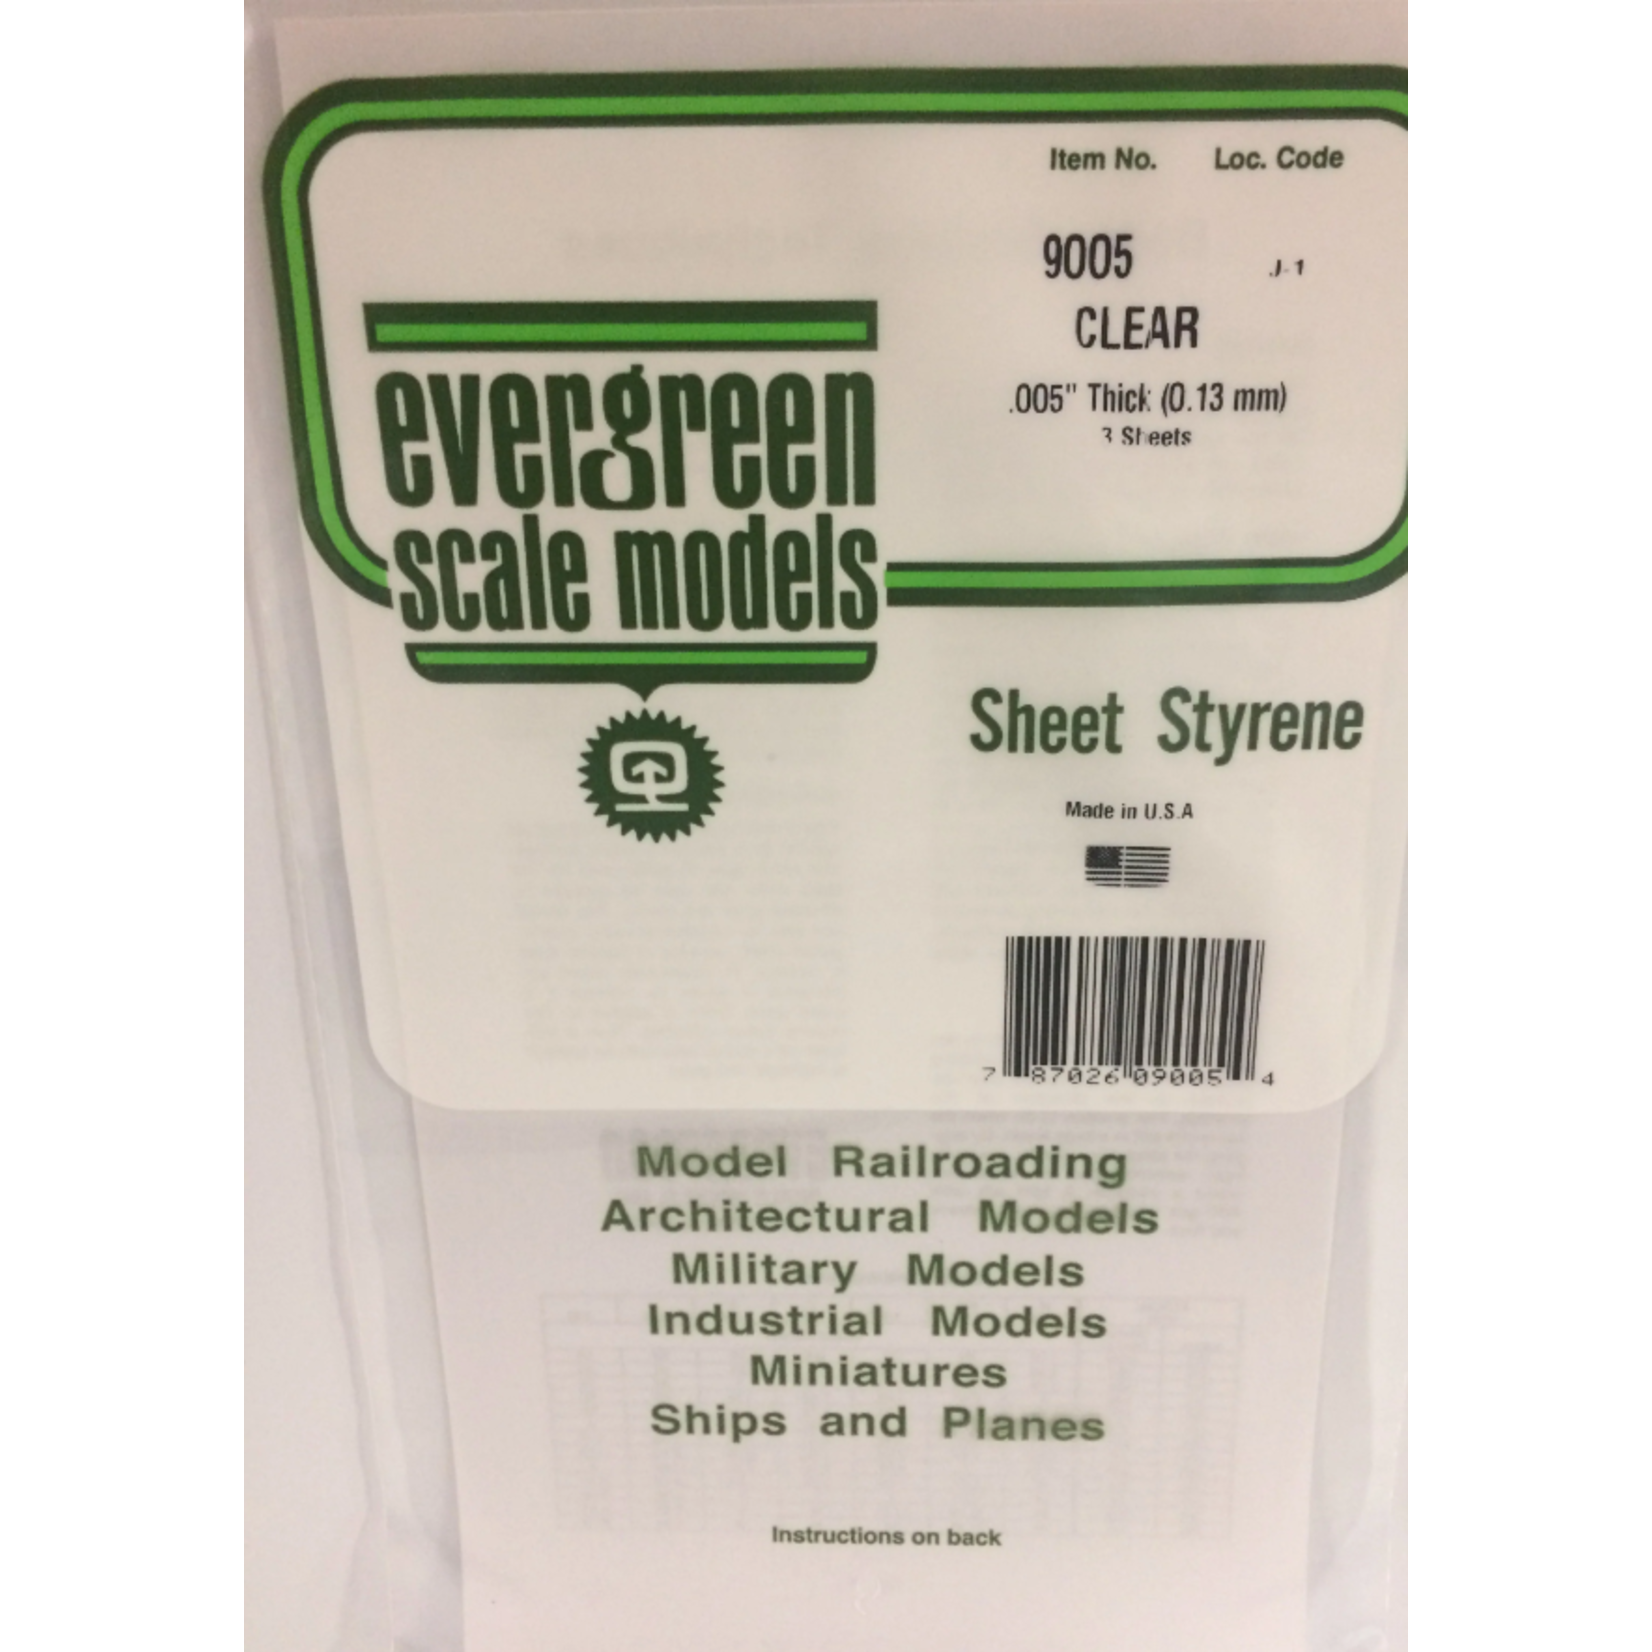 Item No. Loc. Code
9005 J-1
CLEAR
.005" Thick (0.13 mm)
3 Sheets
evergreen
scale models
Sheet Styrene
Made in U.S.A
7 87026 09005 4
Model Railroading
Architectural Models
Military Models
Industrial Models
Miniatures
Ships and Planes
Instructions on back